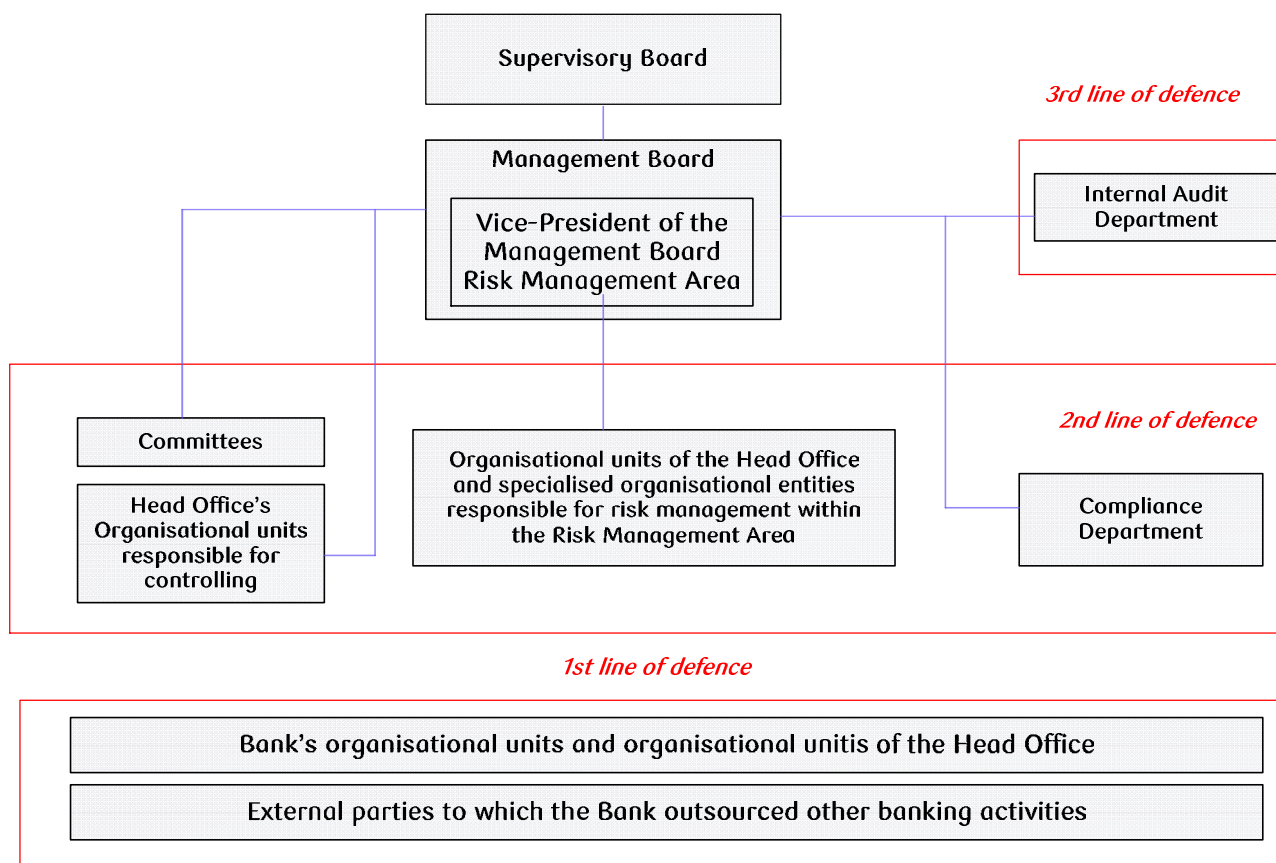 Supervisory Board
3rd line of defence
Management Board
Internal Audit
Department
Vice-President of the
Management Board
Risk Management Area
2nd line of defence
Committees
Head Office's
Organisational units
responsible for
controlling
Organisational units of the Head Office
and specialised organisational entities
responsible for risk management within
the Risk Management Area
Compliance
Department
1st line of defence
Bank's organisational units and organisational unitis of the Head Office
External parties to which the Bank outsourced other banking activities